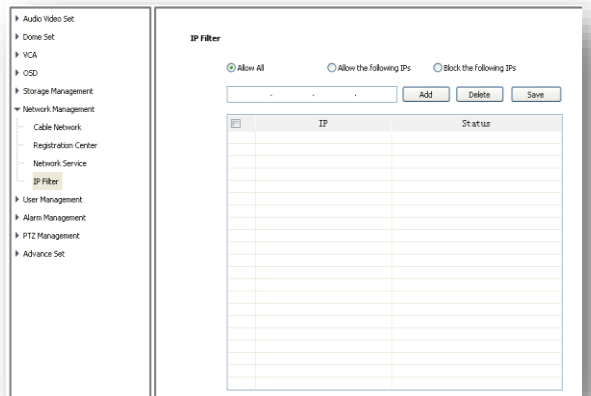 Audio Video Set
Dome Set
VCA
OSD
Storage Management
Network Management
Cable Network
Registration Center
Network Service
IP Filter
User Management
Alarm Management
PTZ Management
Advance Set
IP Filter
Allow All Allow the following IPs Block the following IPs
. . . Add Delete Save
IP Status